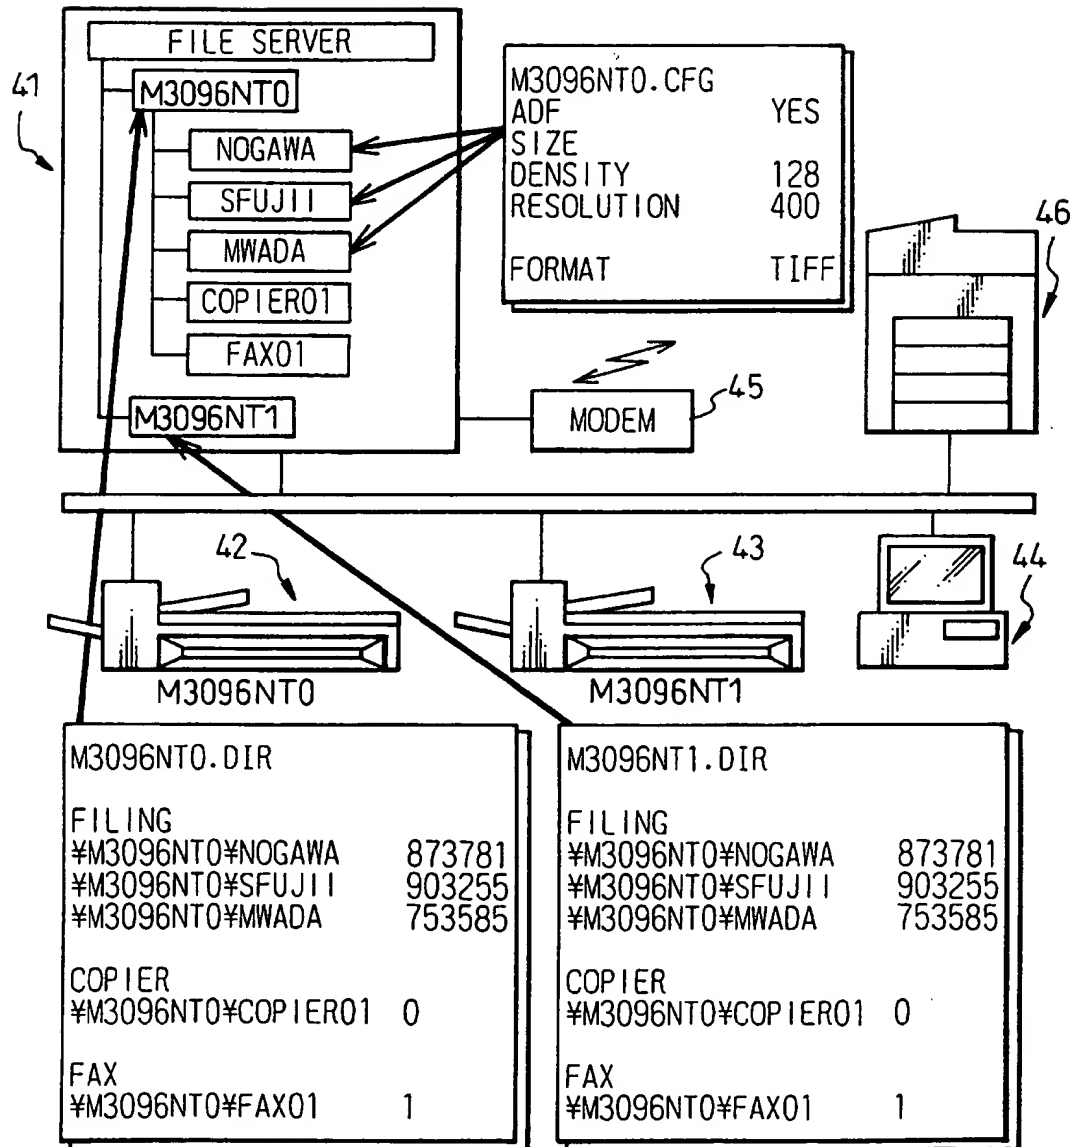 FILE SERVER
41
M3096NT0
NOGAWA
SFUJII
MWADA
COPIER01
FAX01
M3096NT1
M3096NT0.CFG
ADF YES
SIZE
DENSITY 128
RESOLUTION 400
FORMAT TIFF
46
45
MODEM
42
43
44
M3096NT0
M3096NT1
M3096NT0.DIR
FILING
¥M3096NT0¥NOGAWA 873781
¥M3096NT0¥SFUJII 903255
¥M3096NT0¥MWADA 753585
COPIER
¥M3096NT0¥COPIER01 0
FAX
¥M3096NT0¥FAX01 1
M3096NT1.DIR
FILING
¥M3096NT0¥NOGAWA 873781
¥M3096NT0¥SFUJII 903255
¥M3096NT0¥MWADA 753585
COPIER
¥M3096NT0¥COPIER01 0
FAX
¥M3096NT0¥FAX01 1